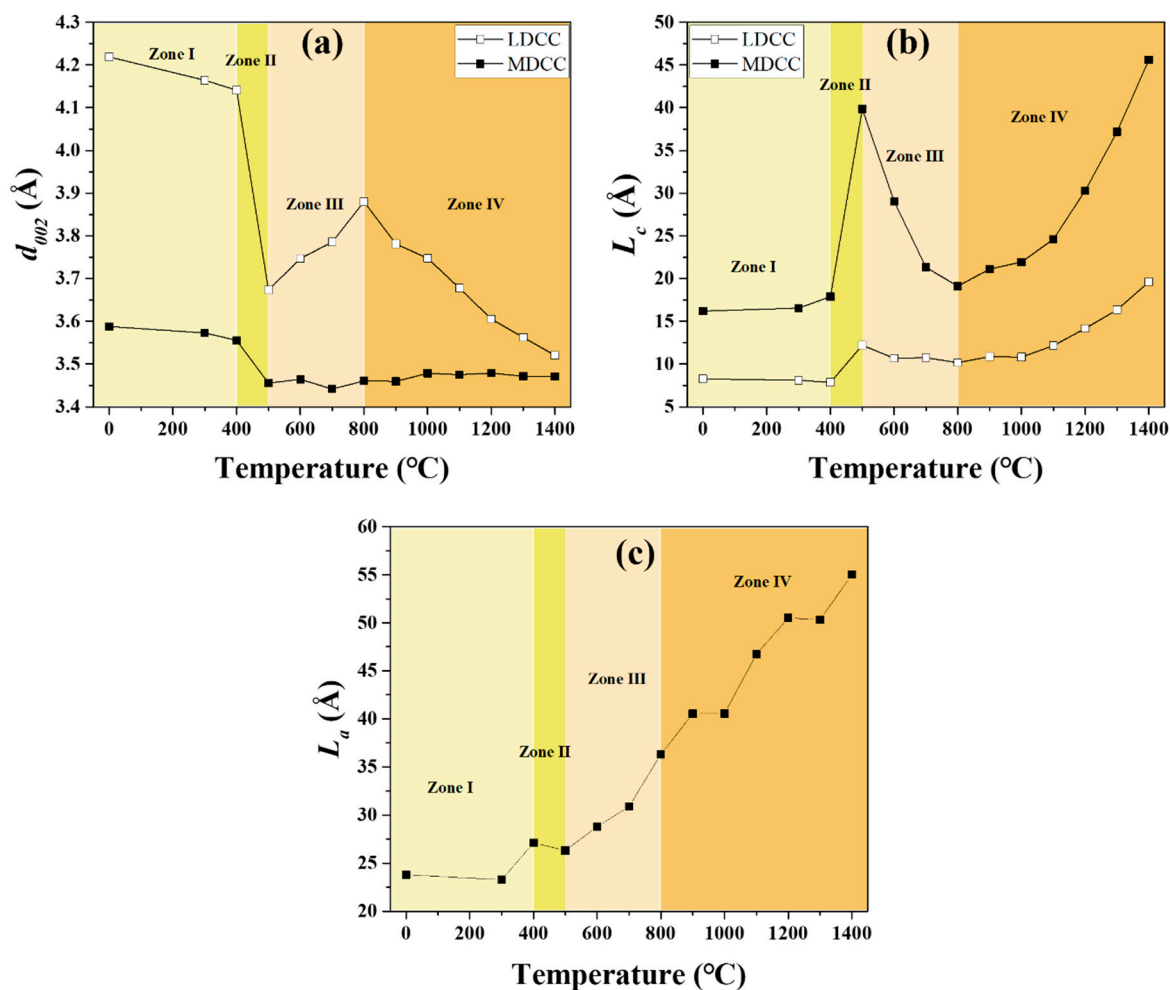 (a)
LDCC
MDCC
Zone I
Zone II
Zone III
Zone IV
4.3
4.2
4.1
4.0
3.9
3.8
3.7
3.6
3.5
3.4
d002 (Å)
0 200 400 600 800 1000 1200 1400
Temperature (°C)
(b)
LDCC
MDCC
Zone II
Zone IV
Zone III
Zone I
50
45
40
35
30
25
20
15
10
5
Lc (Å)
0 200 400 600 800 1000 1200 1400
Temperature (°C)
(c)
Zone IV
Zone III
Zone II
Zone I
60
55
50
45
40
35
30
25
20
La (Å)
0 200 400 600 800 1000 1200 1400
Temperature (°C)